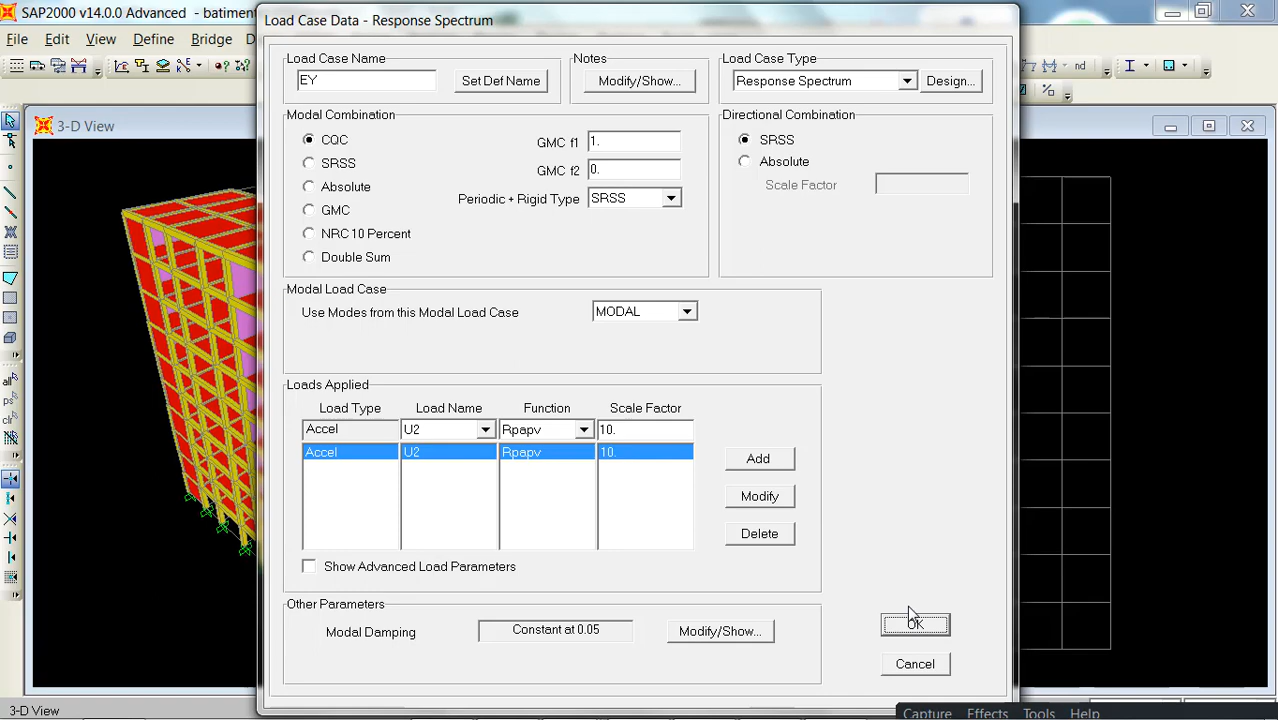 SAP2000 v14.0.0 Advanced - batiment
Load Case Data - Response Spectrum
File Edit View Define Bridge D
Load Case Name
EY
Set Def Name
Notes
Modify/Show...
Load Case Type
Response Spectrum
Design...
nd
3-D View
Modal Combination
CQC
SRSS
Absolute
GMC
NRC 10 Percent
Double Sum
GMC f1
1.
GMC f2
0.
Periodic + Rigid Type
SRSS
Directional Combination
SRSS
Absolute
Scale Factor
Modal Load Case
Use Modes from this Modal Load Case
MODAL
Loads Applied
Load Type Load Name Function Scale Factor
Accel U2 Rpapv 10.
Accel U2 Rpapv 10.
Add
Modify
Delete
Show Advanced Load Parameters
Other Parameters
Modal Damping
Constant at 0.05
Modify/Show...
OK
Cancel
all
ps
clr
3-D View
Capture Effects Tools Help